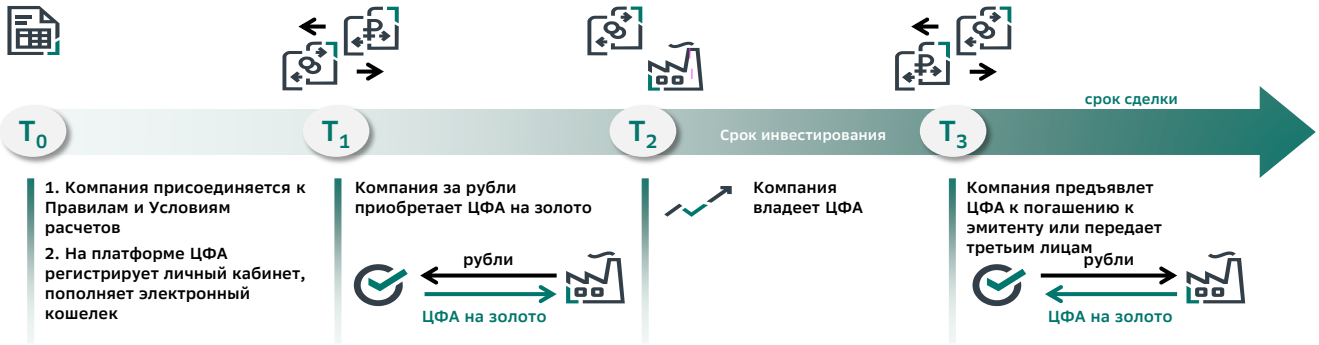 срок сделки
T0
T1
T2
Срок инвестирования
T3
1. Компания присоединяется к
Правилам и Условиям
расчетов
2. На платформе ЦФА
регистрирует личный кабинет,
пополняет электронный
кошелек
Компания за рубли
приобретает ЦФА на золото
рубли
ЦФА на золото
Компания
владеет ЦФА
Компания предъявлет
ЦФА к погашению к
эмитенту или передает
третьим лицам
рубли
ЦФА на золото